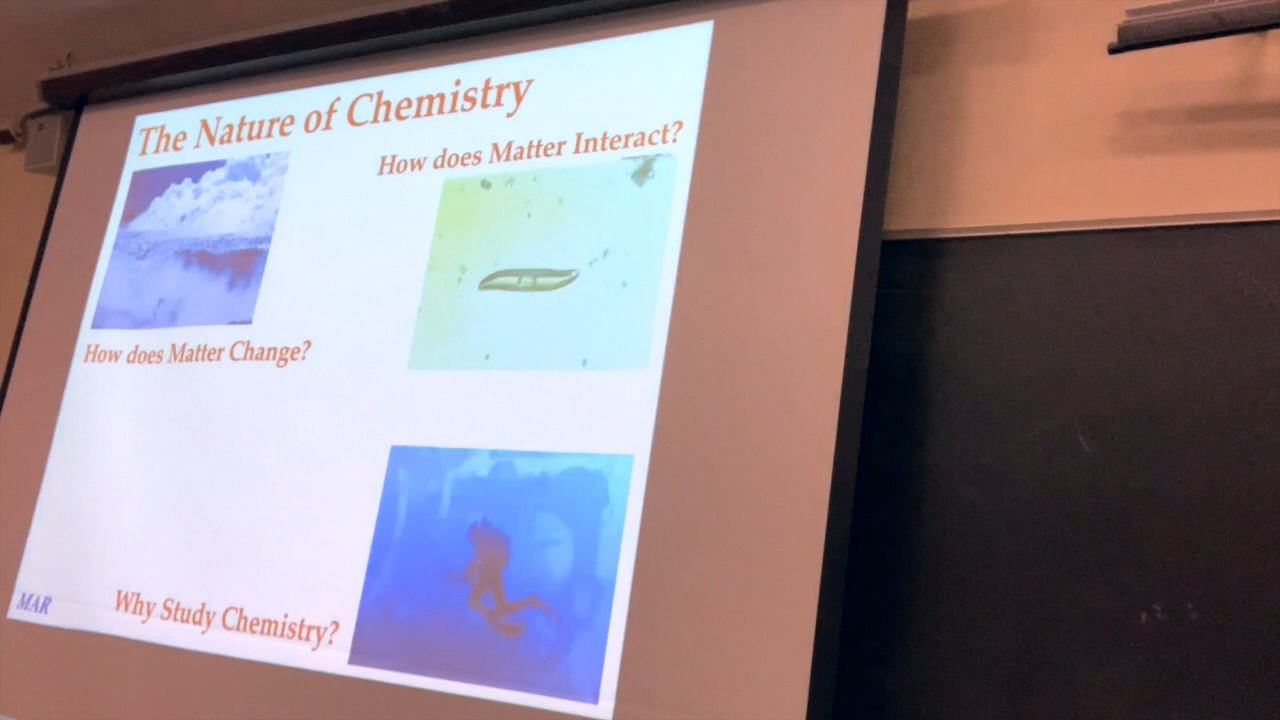 The Nature of Chemistry
How does Matter Interact?
How does Matter Change?
Why Study Chemistry?
MAR